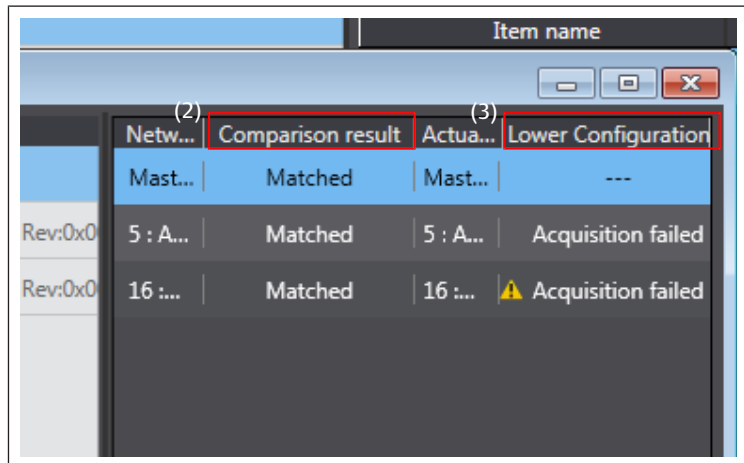 Item name
(2) (3)
Netw... Comparison result Actua... Lower Configuration
Mast... Matched Mast... ---
Rev:0x0 5 : A... Matched 5 : A... Acquisition failed
Rev:0x0 16 :... Matched 16 :... Acquisition failed